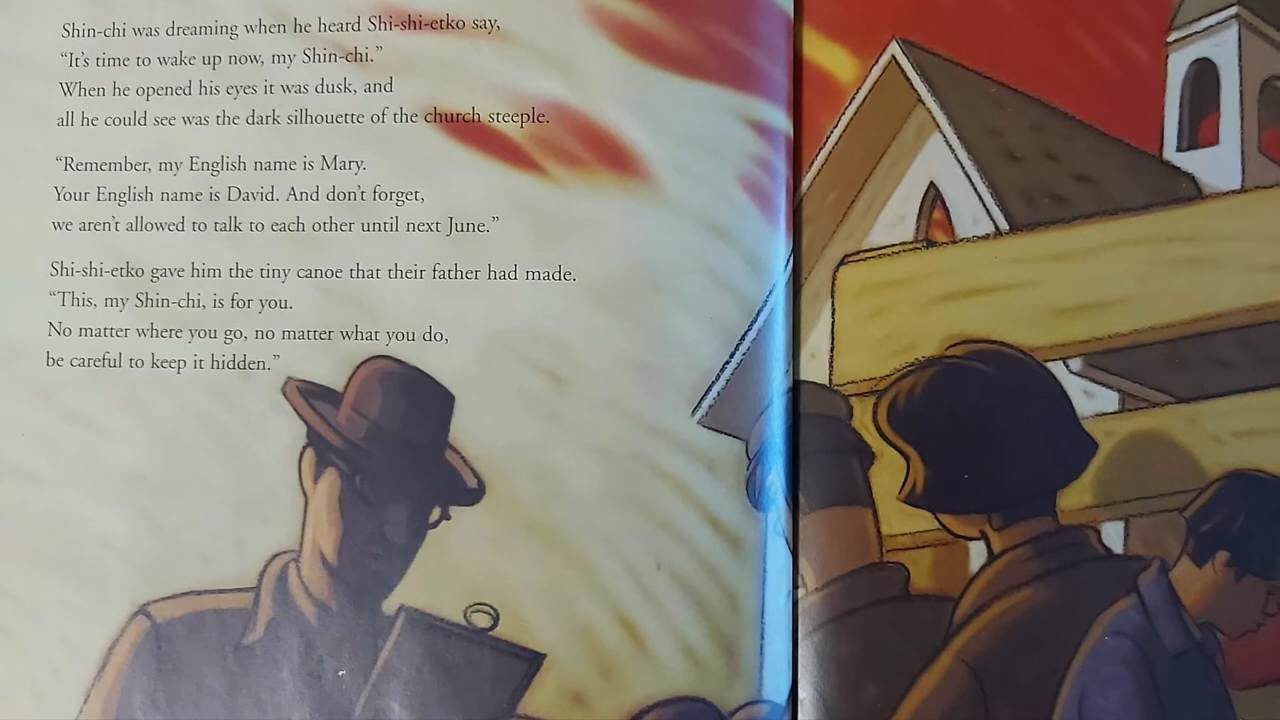 Shin-chi was dreaming when he heard Shi-shi-etko say,
“It’s time to wake up now, my Shin-chi.”
When he opened his eyes it was dusk, and
all he could see was the dark silhouette of the church steeple.
“Remember, my English name is Mary.
Your English name is David. And don’t forget,
we aren’t allowed to talk to each other until next June.”
Shi-shi-etko gave him the tiny canoe that their father had made.
“This, my Shin-chi, is for you.
No matter where you go, no matter what you do,
be careful to keep it hidden.”